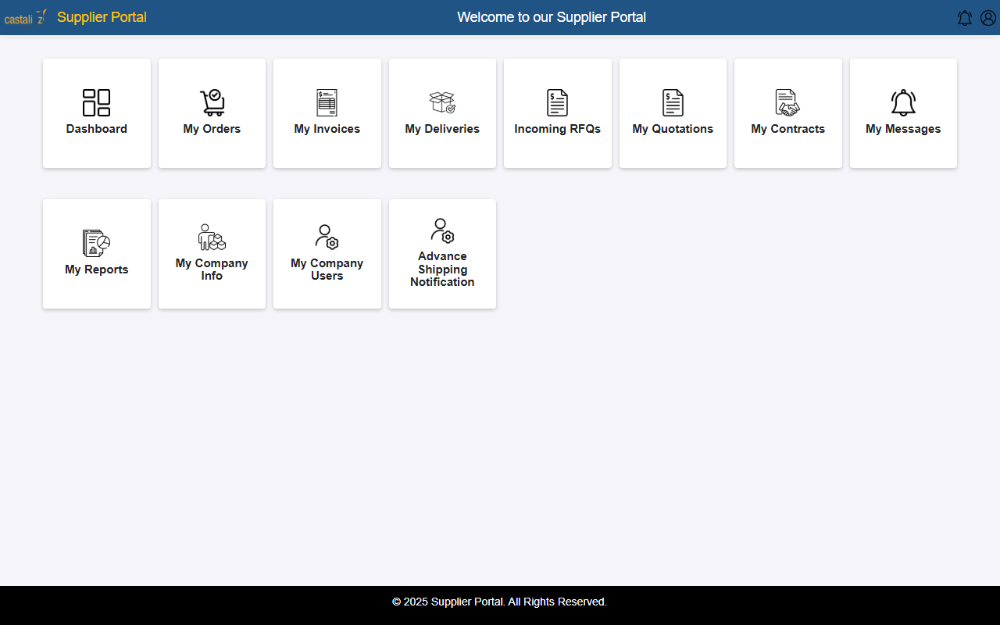 castaliz Supplier Portal
Welcome to our Supplier Portal
Dashboard
My Orders
My Invoices
My Deliveries
Incoming RFQs
My Quotations
My Contracts
My Messages
My Reports
My Company
Info
My Company
Users
Advance
Shipping
Notification
© 2025 Supplier Portal. All Rights Reserved.